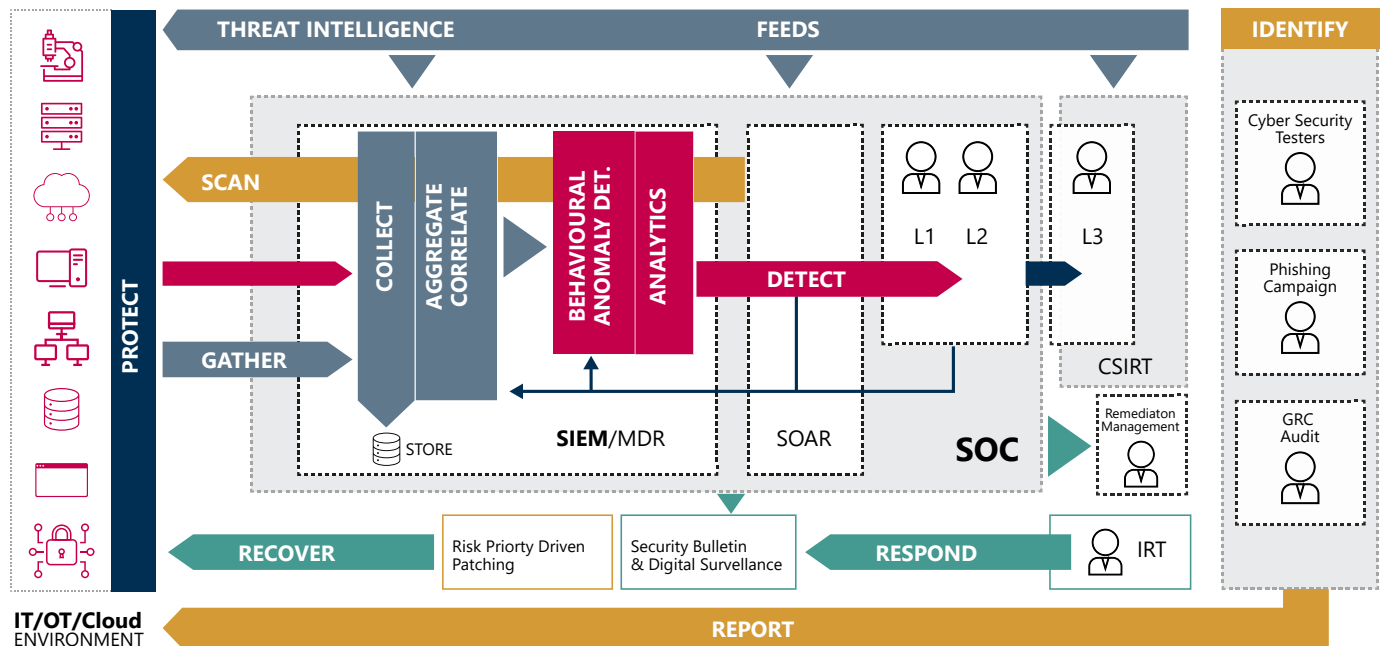 THREAT INTELLIGENCE
FEEDS
IDENTIFY
PROTECT
SCAN
GATHER
COLLECT
AGGREGATE
CORRELATE
STORE
BEHAVIOURAL
ANOMALY DET.
ANALYTICS
SIEM/MDR
DETECT
SOAR
L1
L2
L3
SOC
CSIRT
Remediaton
Management
Cyber Security
Testers
Phishing
Campaign
GRC
Audit
RECOVER
Risk Priorty Driven
Patching
Security Bulletin
& Digital Survellance
RESPOND
IRT
IT/OT/Cloud
ENVIRONMENT
REPORT